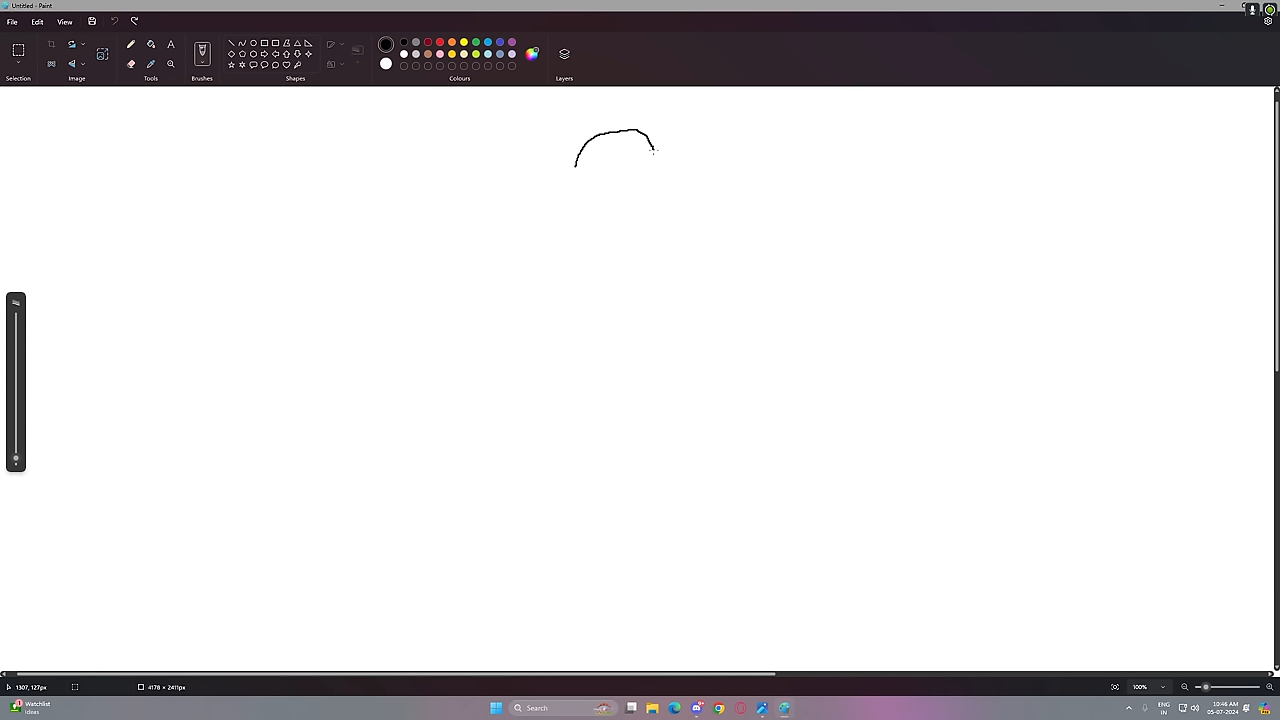 Untitled - Paint
File Edit View
Selection Image Tools Brushes Shapes Colours Layers
1307, 127px 4178 × 2411px 100%
Watchlist
Ideas
Search
ENG
IN
10:46 AM
05-07-2024